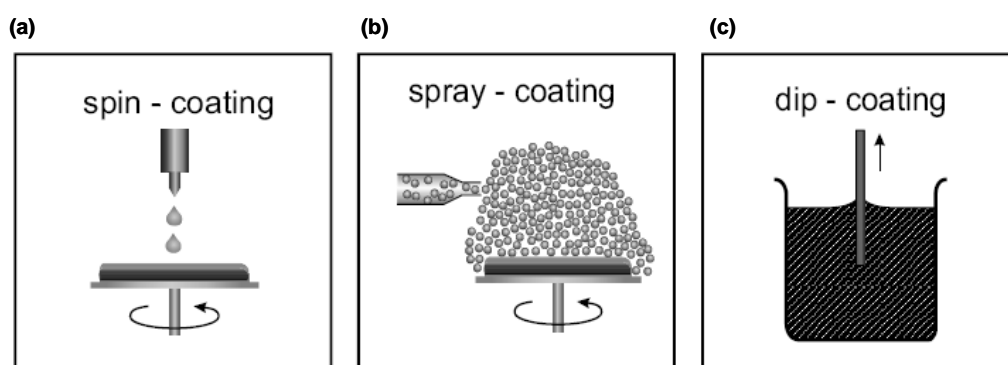 (a)
(b)
(c)
spin - coating
spray - coating
dip - coating